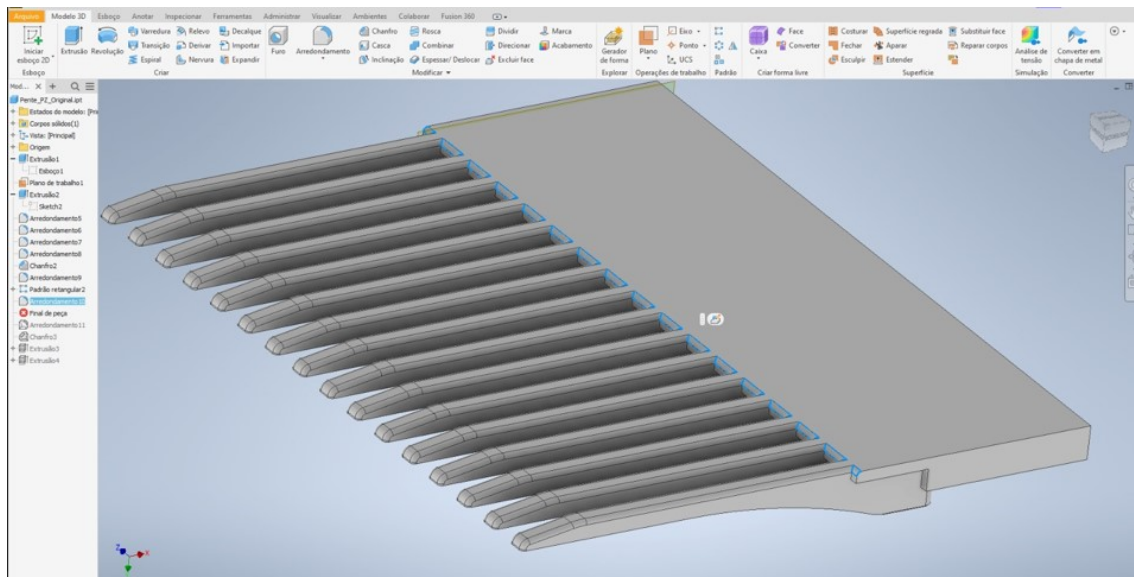 Arquivo Modelo 3D Esboço Anotar Inspecionar Ferramentas Administrar Visualizar Ambientes Colaborar Fusion 360
Iniciar esboço 2D
Extrusão
Revolução
Varredura Relevo Decalque
Transição Derivar Importar
Espiral Nervura Expandir
Furo
Arredondamento
Chanfro Rosca Dividir Marca
Casca Combinar Direcionar Acabamento
Inclinação Espessar/Deslocar Excluir face
Gerador de forma
Plano
Eixo
Ponto
UCS
Caixa
Face
Converter
Costurar Superfície regrada Substituir face
Fechar Aparar Reparar corpos
Esculpir Estender
Análise de tensão
Converter em chapa de metal
Esboço Criar Modificar Explorar Operações de trabalho Padrão Criar forma livre Superfície Simulação Converter
Mod... × +
Pente_PZ_Original.ipt
Estados do modelo: [Pri
Corpos sólidos(1)
Vista: [Principal]
Origem
Extrusão1
Esboço1
Plano de trabalho1
Extrusão2
Sketch2
Arredondamento5
Arredondamento6
Arredondamento7
Arredondamento8
Chanfro2
Arredondamento9
Padrão retangular2
Arredondamento10
Final de peça
Arredondamento11
Chanfro3
Extrusão3
Extrusão4
Z
X
Y